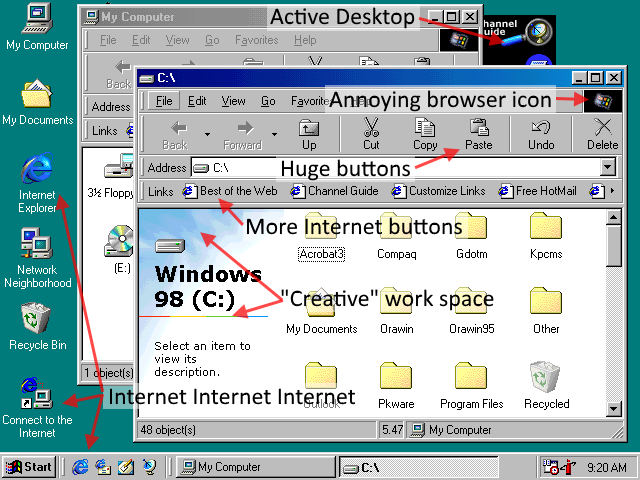 My Computer
Active Desktop
Channel
Guide
File Edit View Go Favorites Help
C:\
My Documents
File Edit View Go Favorites
Annoying browser icon
Back
Back Forward Up Cut Copy Paste Undo Delete
Address
Address C:\
Huge buttons
Links
Links Best of the Web Channel Guide Customize Links Free HotMail
Internet
Explorer
3½ Floppy
More Internet buttons
Acrobat3 Compaq Gdotm Kpcms
Network
Neighborhood
(E:)
Windows
98 (C:)
"Creative" work space
My Documents Orawin Orawin95 Other
Recycle Bin
Select an item to
view its
description.
1 object(s)
Internet Internet Internet
Outlook Pkware Program Files Recycled
Connect to the
Internet
48 object(s) 5.47 My Computer
Start My Computer C:\ 9:20 AM